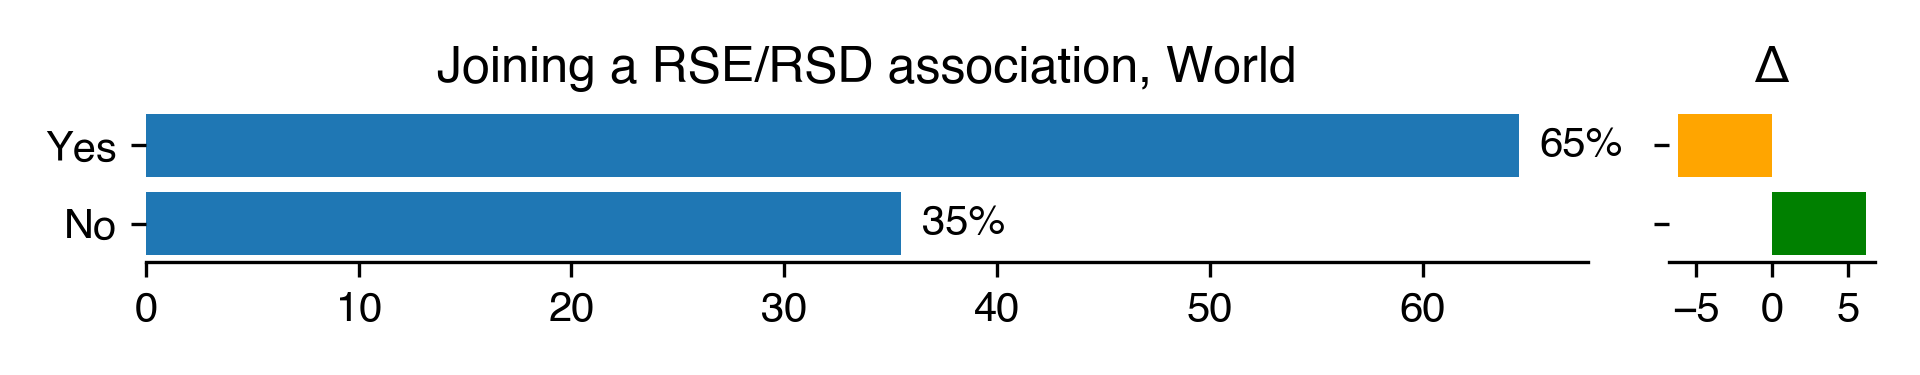 Joining a RSE/RSD association, World Δ
Yes 65%
No 35%
0 10 20 30 40 50 60 −5 0 5